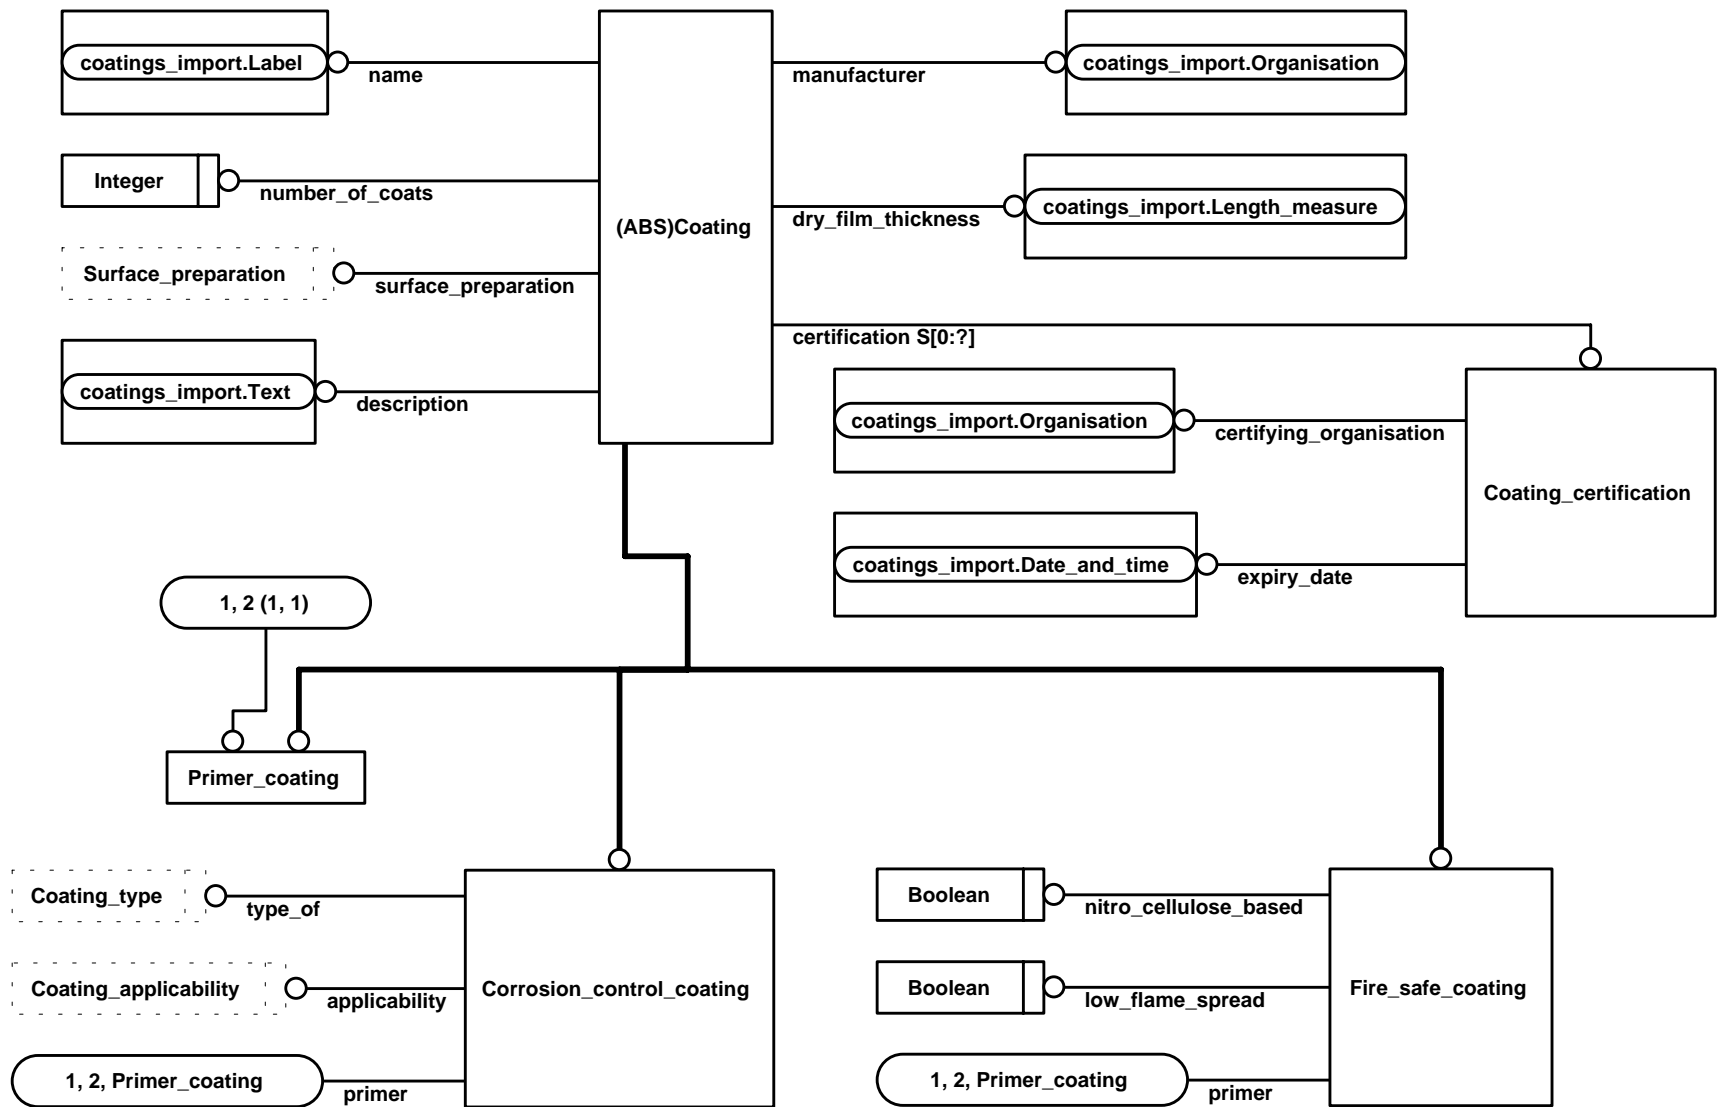 coatings_import.Label
name
manufacturer
coatings_import.Organisation
Integer
number_of_coats
(ABS)Coating
dry_film_thickness
coatings_import.Length_measure
Surface_preparation
surface_preparation
certification S[0:?]
coatings_import.Text
description
coatings_import.Organisation
certifying_organisation
Coating_certification
coatings_import.Date_and_time
expiry_date
1, 2 (1, 1)
Primer_coating
Coating_type
type_of
Boolean
nitro_cellulose_based
Coating_applicability
applicability
Corrosion_control_coating
Boolean
low_flame_spread
Fire_safe_coating
1, 2, Primer_coating
primer
1, 2, Primer_coating
primer